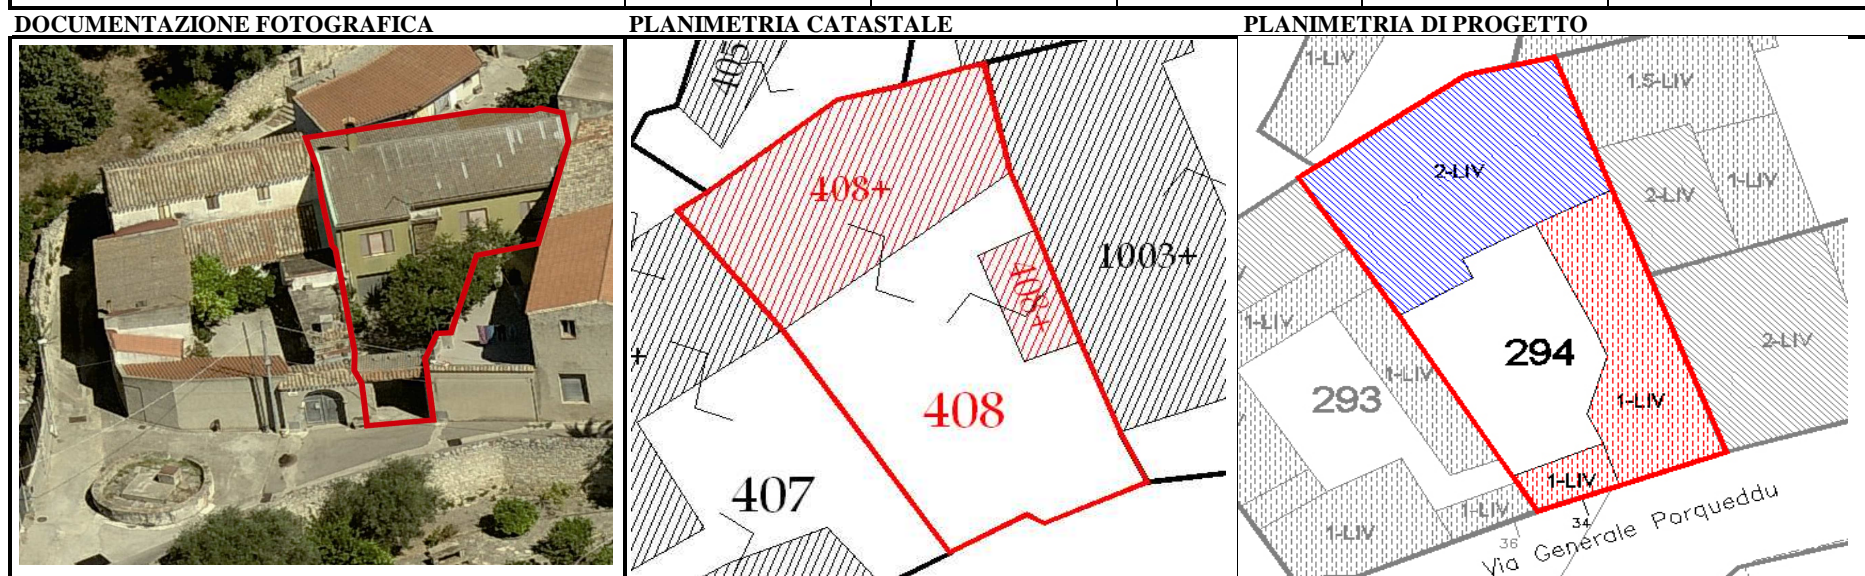 DOCUMENTAZIONE FOTOGRAFICA
PLANIMETRIA CATASTALE
PLANIMETRIA DI PROGETTO
405
408+
408+
1003+
408
407
+
1-LIV
1.5-LIV
2-LIV
2-LIV
1-LIV
1-LIV
294
2-LIV
293
1-LIV
1-LIV
1-LIV
1-LIV
1-LIV
34
36
Via Generale Porqueddu